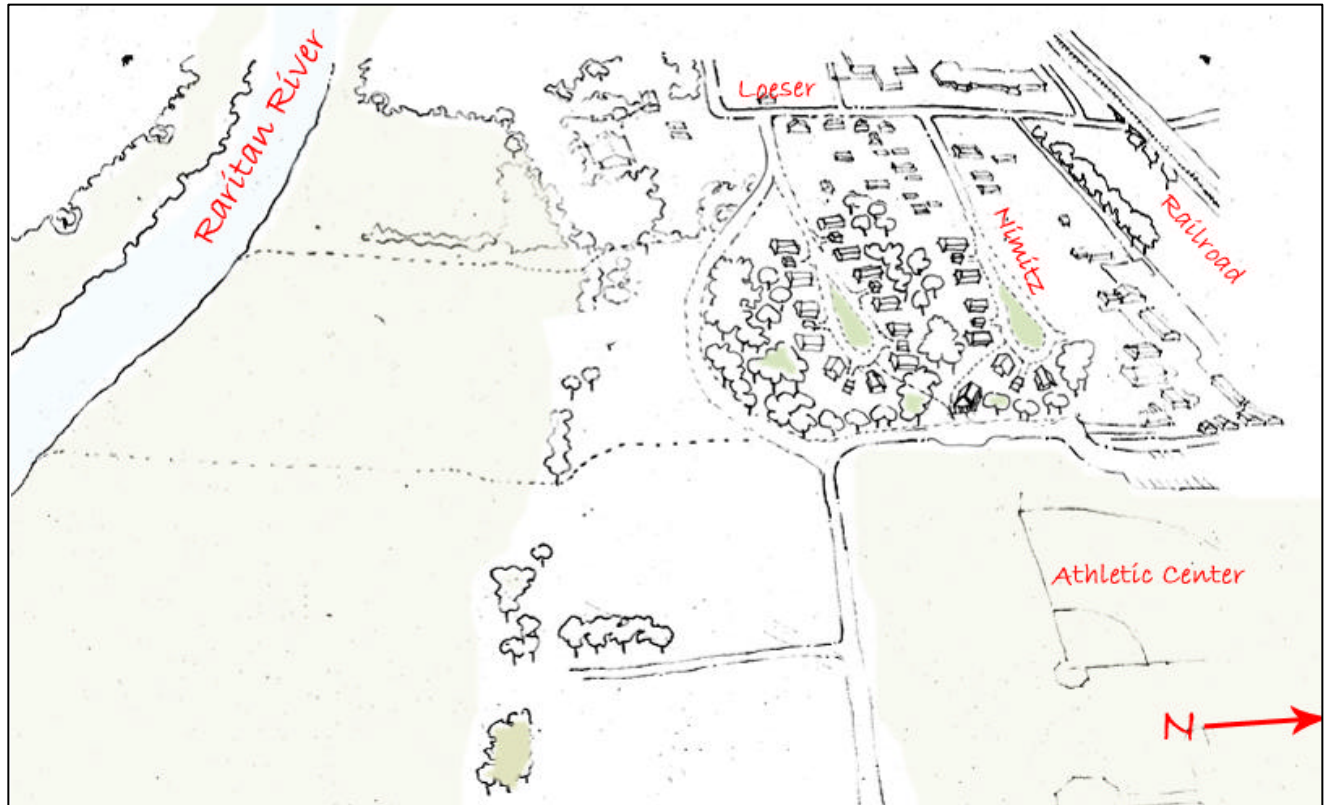 Raritan River
Loeser
Nimitz
Railroad
Athletic Center
N